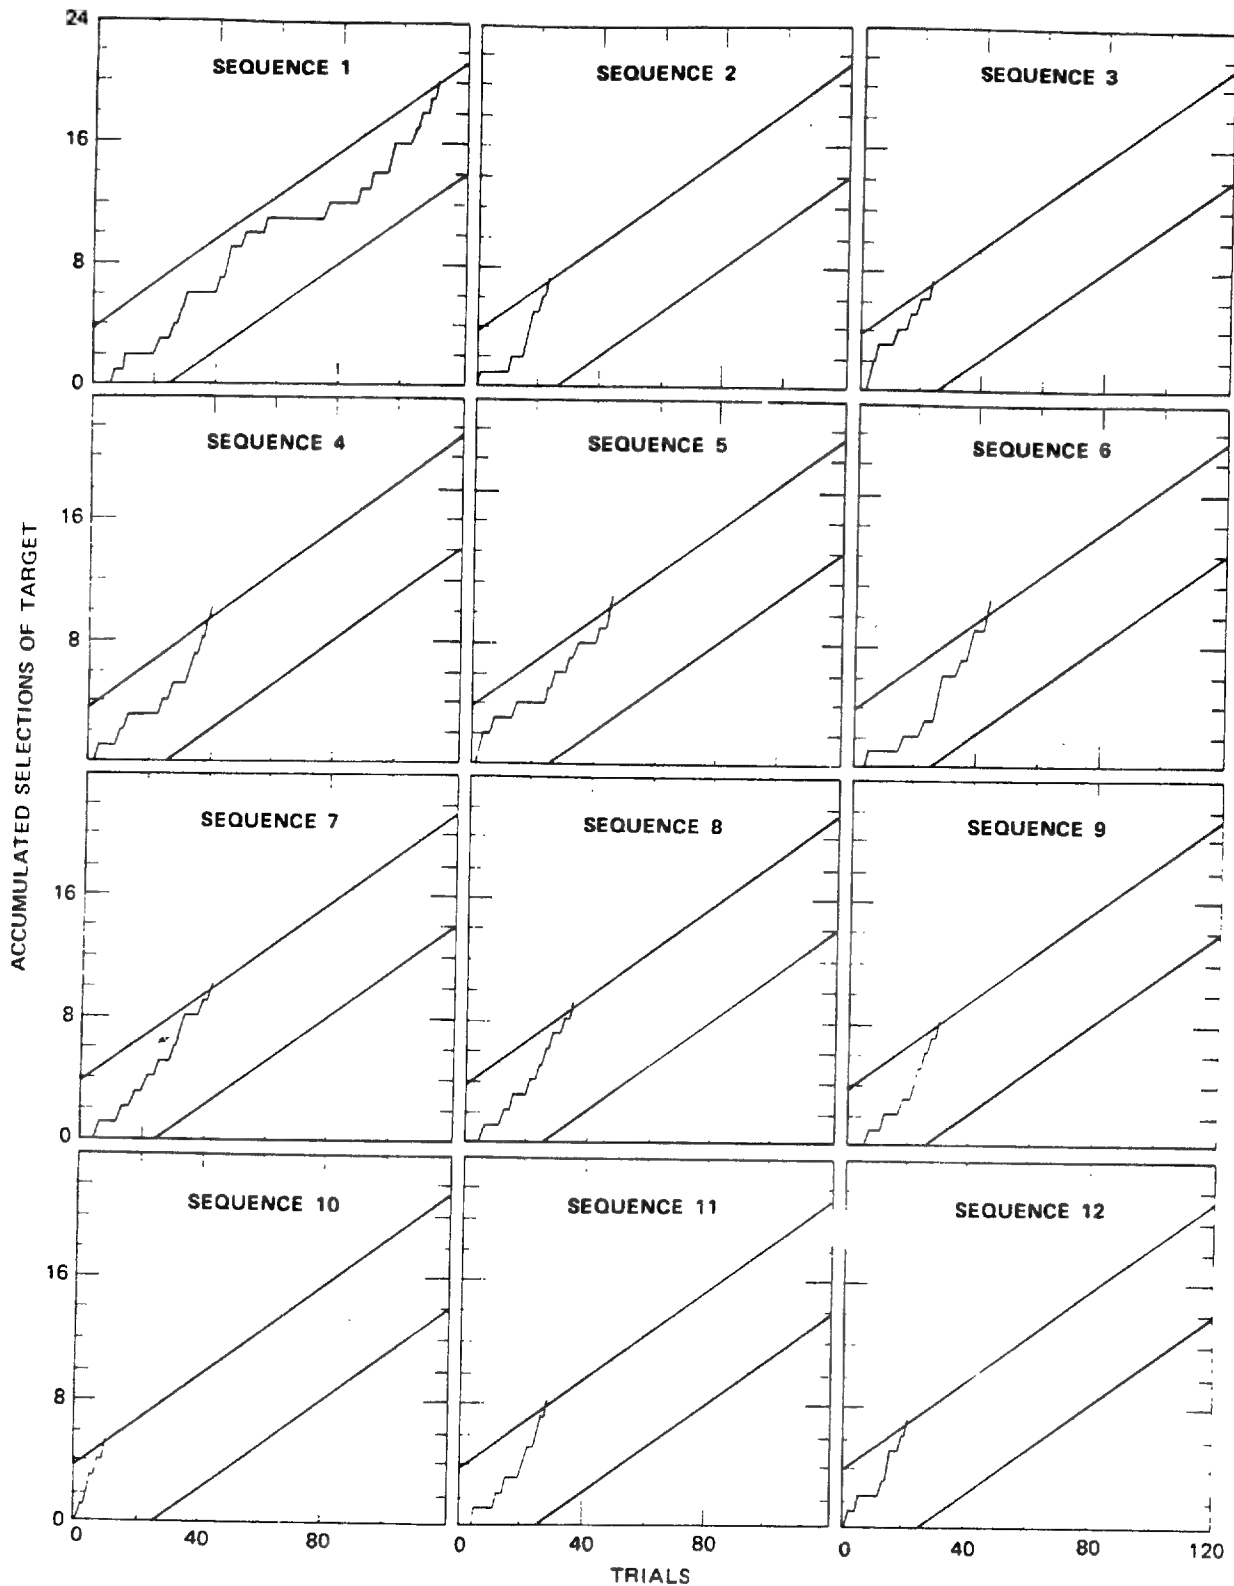 24
SEQUENCE 1
SEQUENCE 2
SEQUENCE 3
16
8
0
SEQUENCE 4
SEQUENCE 5
SEQUENCE 6
16
8
ACCUMULATED SELECTIONS OF TARGET
SEQUENCE 7
SEQUENCE 8
SEQUENCE 9
16
8
0
SEQUENCE 10
SEQUENCE 11
SEQUENCE 12
16
8
0
0 40 80 0 40 80 0 40 80 120
TRIALS